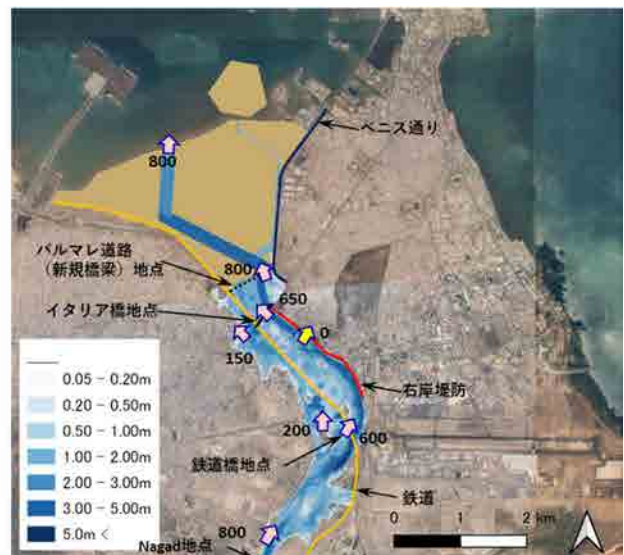 ベニス通り
800
パルマレ道路
（新規橋梁）地点
800
650
イタリア橋地点
0
150
右岸堤防
200
600
鉄道橋地点
鉄道
800
Nagad地点
0.05 - 0.20m
0.20 - 0.50m
0.50 - 1.00m
1.00 - 2.00m
2.00 - 3.00m
3.00 - 5.00m
5.0m <
0 1 2 km